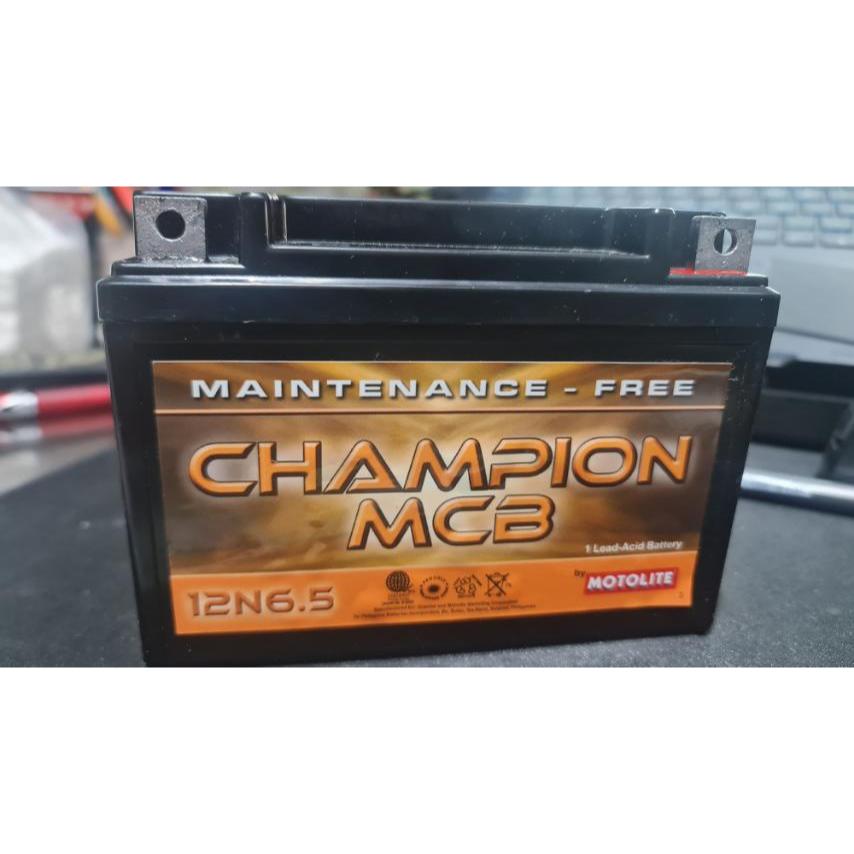 MAINTENANCE - FREE
CHAMPION
MCB
1 Lead-Acid Battery
by MOTOLITE
12N6.5